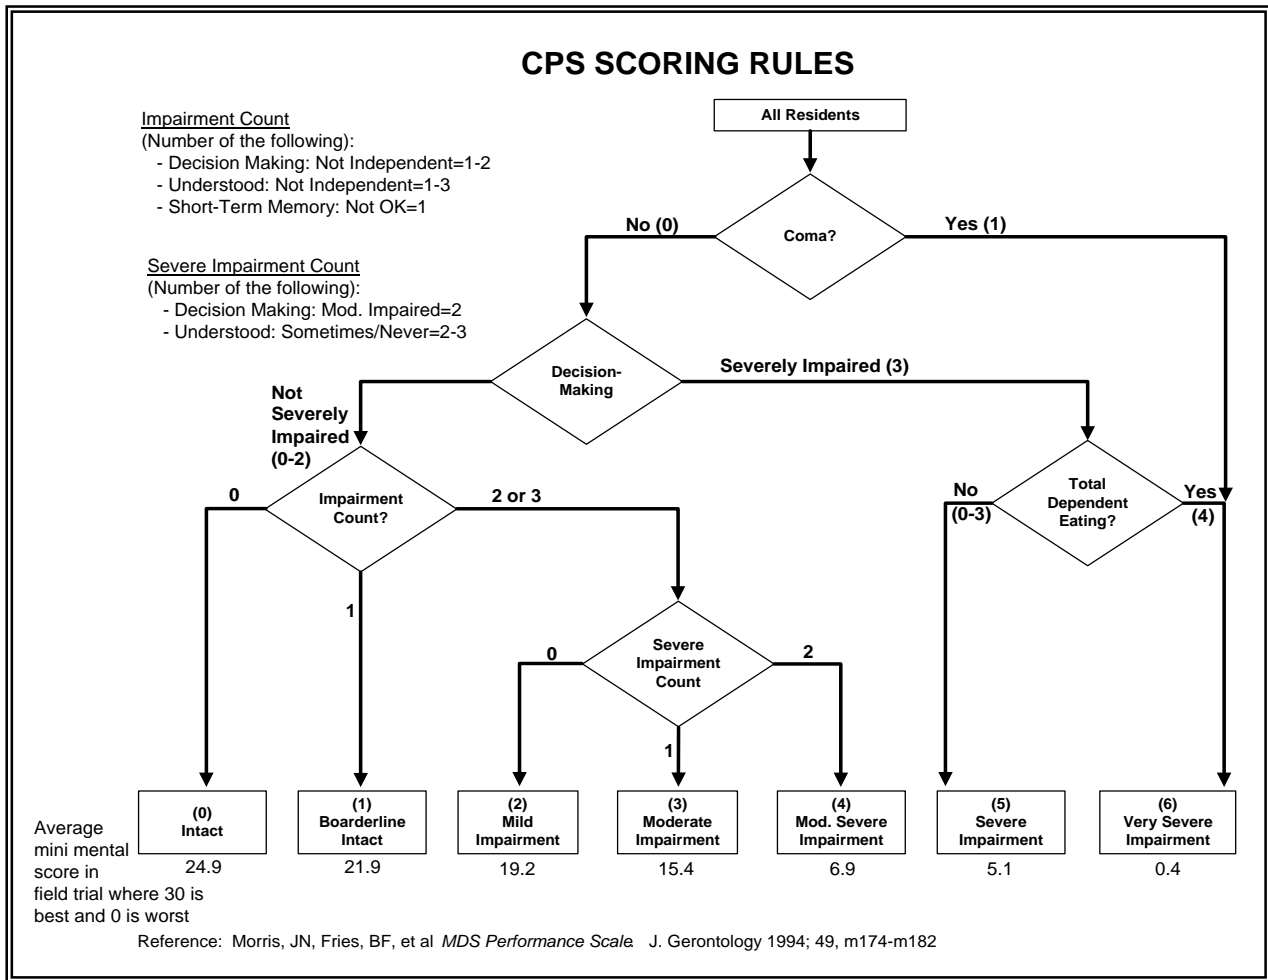 CPS SCORING RULES
Impairment Count
(Number of the following):
- Decision Making: Not Independent=1-2
- Understood: Not Independent=1-3
- Short-Term Memory: Not OK=1
Severe Impairment Count
(Number of the following):
- Decision Making: Mod. Impaired=2
- Understood: Sometimes/Never=2-3
All Residents
Coma?
No (0)
Yes (1)
Decision-
Making
Severely Impaired (3)
Not
Severely
Impaired
(0-2)
Impairment
Count?
0
2 or 3
1
Total
Dependent
Eating?
No
(0-3)
Yes
(4)
Severe
Impairment
Count
0
2
1
(0)
Intact
(1)
Boarderline
Intact
(2)
Mild
Impairment
(3)
Moderate
Impairment
(4)
Mod. Severe
Impairment
(5)
Severe
Impairment
(6)
Very Severe
Impairment
Average
mini mental
score in
field trial where 30 is
best and 0 is worst
24.9
21.9
19.2
15.4
6.9
5.1
0.4
Reference: Morris, JN, Fries, BF, et al MDS Performance Scale. J. Gerontology 1994; 49, m174-m182